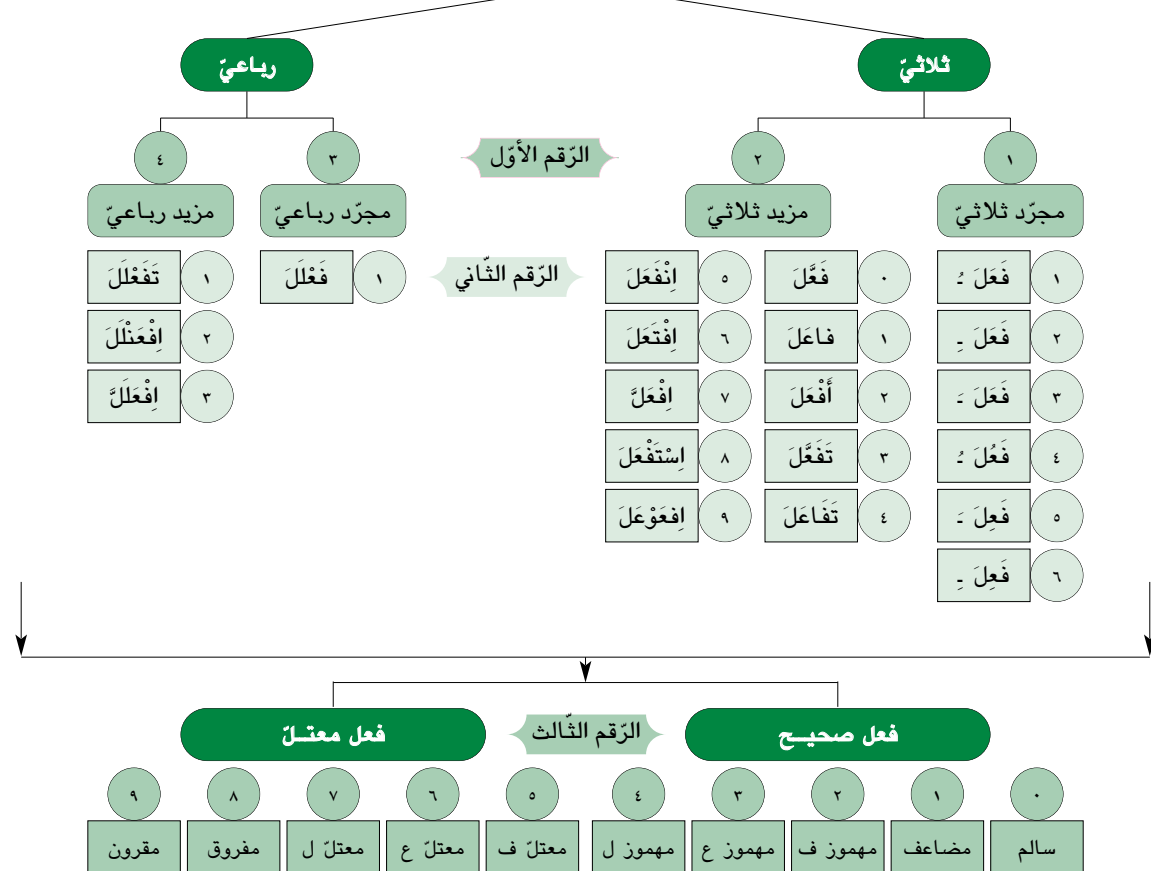 ثلاثيّ رباعيّ
١ ٢ الرّقم الأوّل ٣ ٤
مجرّد ثلاثيّ مزيد ثلاثيّ مجرّد رباعيّ مزيد رباعيّ
١ فَعَلَ ـُ ٠ فَعَّلَ ٥ اِنْفَعَلَ الرّقم الثّاني ١ فَعْلَلَ ١ تَفَعْلَلَ
٢ فَعَلَ ـِ ١ فاعَلَ ٦ اِفْتَعَلَ ٢ اِفْعَنْلَلَ
٣ فَعَلَ ـَ ٢ أَفْعَلَ ٧ اِفْعَلَّ ٣ اِفْعَلَلَّ
٤ فَعُلَ ـُ ٣ تَفَعَّلَ ٨ اِسْتَفْعَلَ
٥ فَعِلَ ـَ ٤ تَفَاعَلَ ٩ اِفعَوْعَلَ
٦ فَعِلَ ـِ
فعل صحيـــح الرّقم الثّالث فعل معتــلّ
٠ ١ ٢ ٣ ٤ ٥ ٦ ٧ ٨ ٩
سالم مضاعف مهموز ف مهموز ع مهموز ل معتلّ ف معتلّ ع معتلّ ل مفروق مقرون